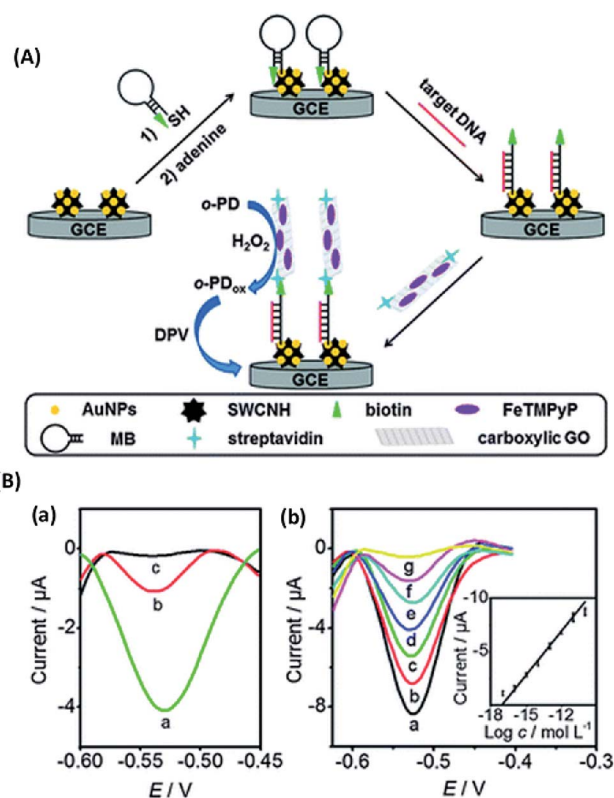 (A)
1)
SH
2) adenine
GCE
GCE
target DNA
GCE
o-PD
H₂O₂
o-PDox
DPV
GCE
AuNPs
SWCNH
biotin
FeTMPyP
MB
streptavidin
carboxylic GO
(B)
(a)
0
-2
-4
Current / µA
c
b
a
-0.60 -0.55 -0.50 -0.45
E / V
(b)
0
-4
-8
Current / µA
g
f
e
d
c
b
a
-0.6 -0.5 -0.4 -0.3
E / V
-10
-5
Current / µA
-18 -15 -12
Log c / mol L⁻¹